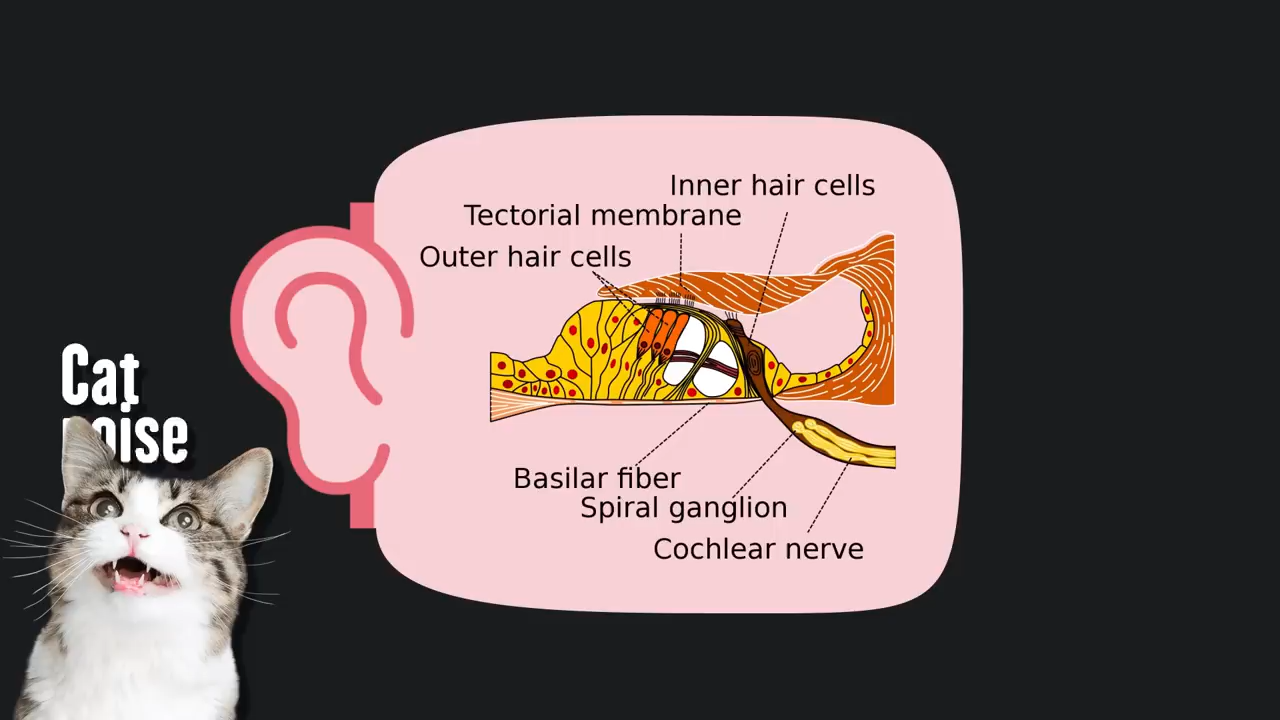 Inner hair cells
Tectorial membrane
Outer hair cells
Cat
noise
Basilar fiber
Spiral ganglion
Cochlear nerve